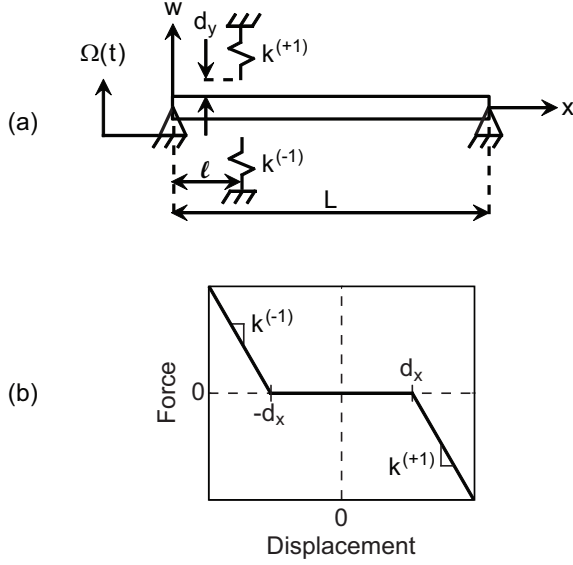 w
d_y
k^(+1)
Ω(t)
(a)
x
k^(-1)
ℓ
L
(b)
k^(-1)
d_x
0
-d_x
k^(+1)
Force
0
Displacement